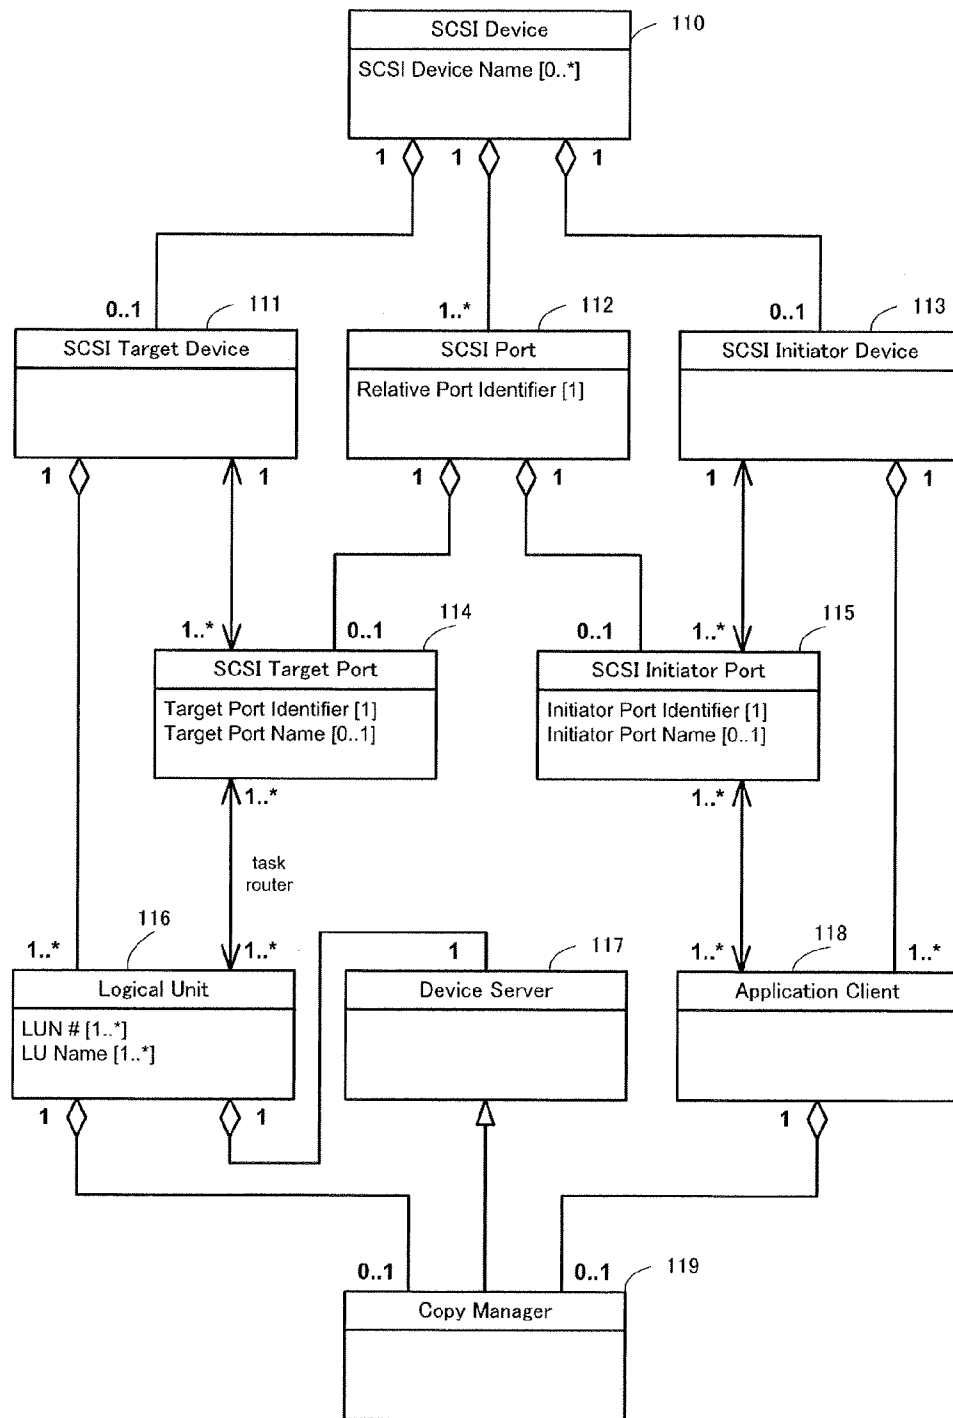 SCSI Device
110
SCSI Device Name [0..*]
1
1
1
0..1
111
1..*
112
0..1
113
SCSI Target Device
SCSI Port
SCSI Initiator Device
Relative Port Identifier [1]
1
1
1
1
1
1
1..*
0..1
114
0..1
1..*
115
SCSI Target Port
SCSI Initiator Port
Target Port Identifier [1]
Target Port Name [0..1]
Initiator Port Identifier [1]
Initiator Port Name [0..1]
1..*
1..*
task
router
116
1..*
1..*
1
117
1..*
118
1..*
Logical Unit
Device Server
Application Client
LUN # [1..*]
LU Name [1..*]
1
1
1
0..1
0..1
119
Copy Manager